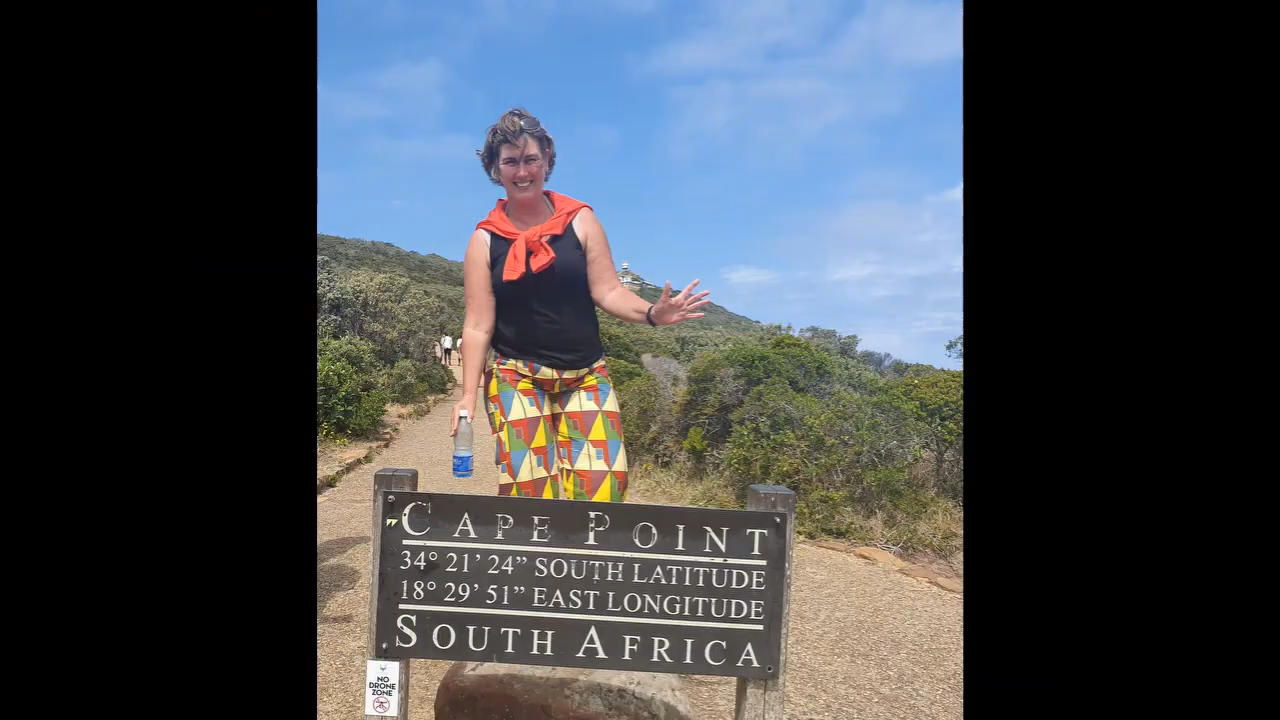 CAPE POINT
34° 21' 24” SOUTH LATITUDE
18° 29' 51” EAST LONGITUDE
SOUTH AFRICA
NO
DRONE
ZONE